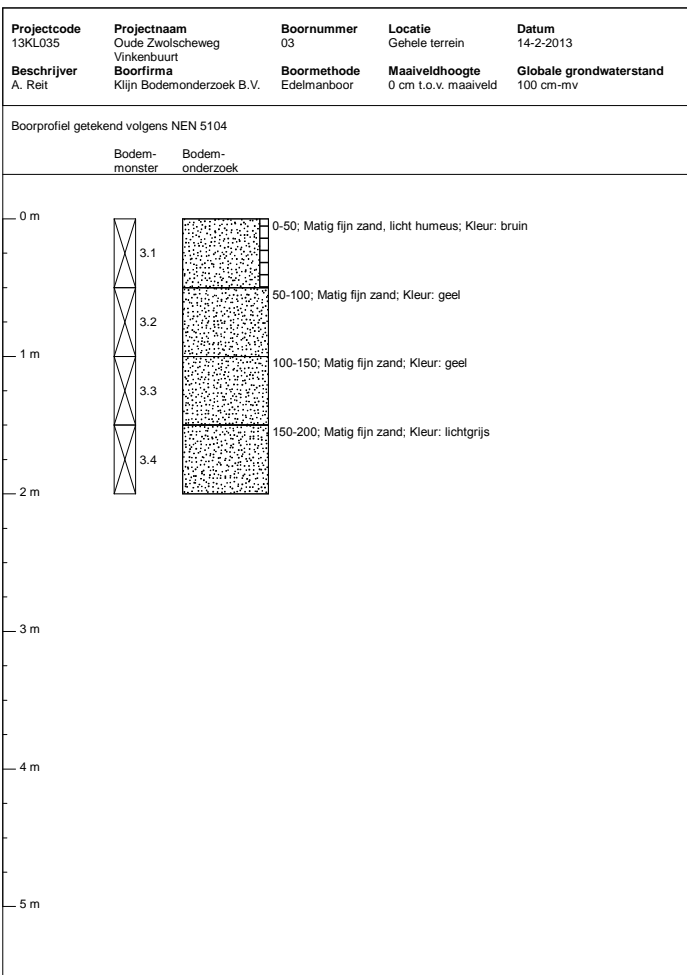 Projectcode Projectnaam Boornummer Locatie Datum
13KL035 Oude Zwolscheweg 03 Gehele terrein 14-2-2013
Vinkenbuurt
Beschrijver Boorfirma Boormethode Maaiveldhoogte Globale grondwaterstand
A. Reit Klijn Bodemonderzoek B.V. Edelmanboor 0 cm t.o.v. maaiveld 100 cm-mv
Boorprofiel getekend volgens NEN 5104
Bodem- Bodem-
monster onderzoek
0 m
0-50; Matig fijn zand, licht humeus; Kleur: bruin
3.1
50-100; Matig fijn zand; Kleur: geel
3.2
1 m
100-150; Matig fijn zand; Kleur: geel
3.3
150-200; Matig fijn zand; Kleur: lichtgrijs
3.4
2 m
3 m
4 m
5 m